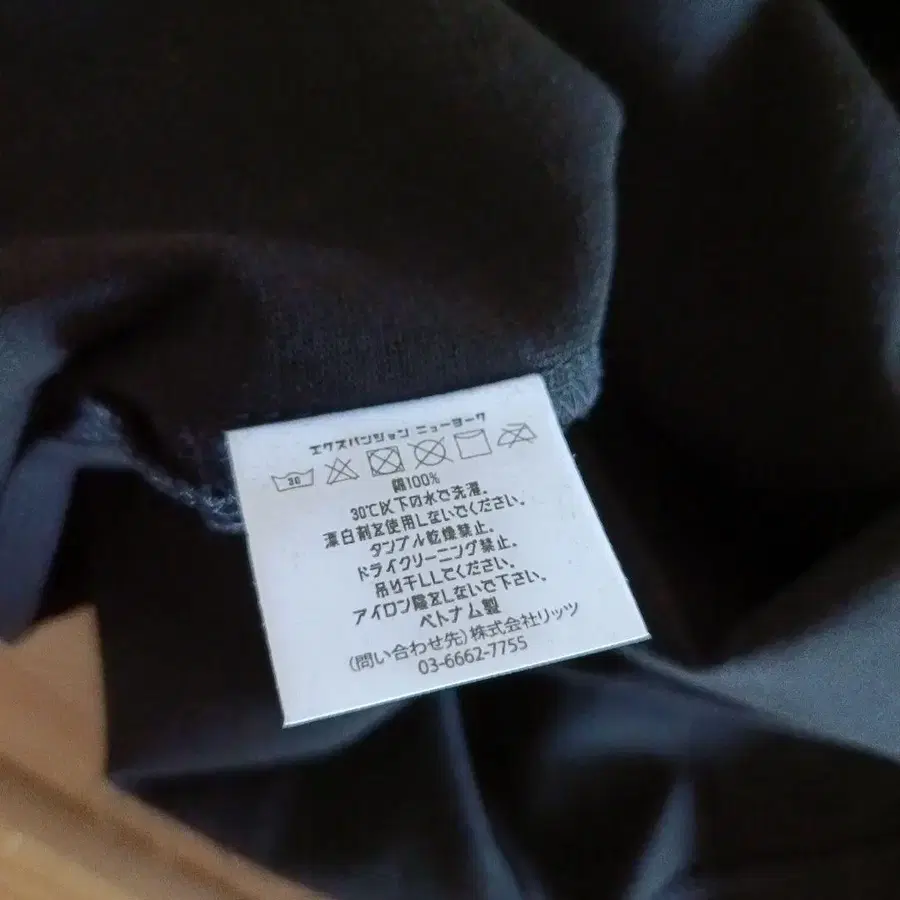 エクスパンション ニューヨーク
30
綿100%
30℃以下の水で洗濯。
漂白剤を使用しないでください。
タンブル乾燥禁止。
ドライクリーニング禁止。
吊り干ししてください。
アイロン陰をしないで下さい。
ベトナム製
(問い合わせ先)株式会社リッツ
03-6662-7755